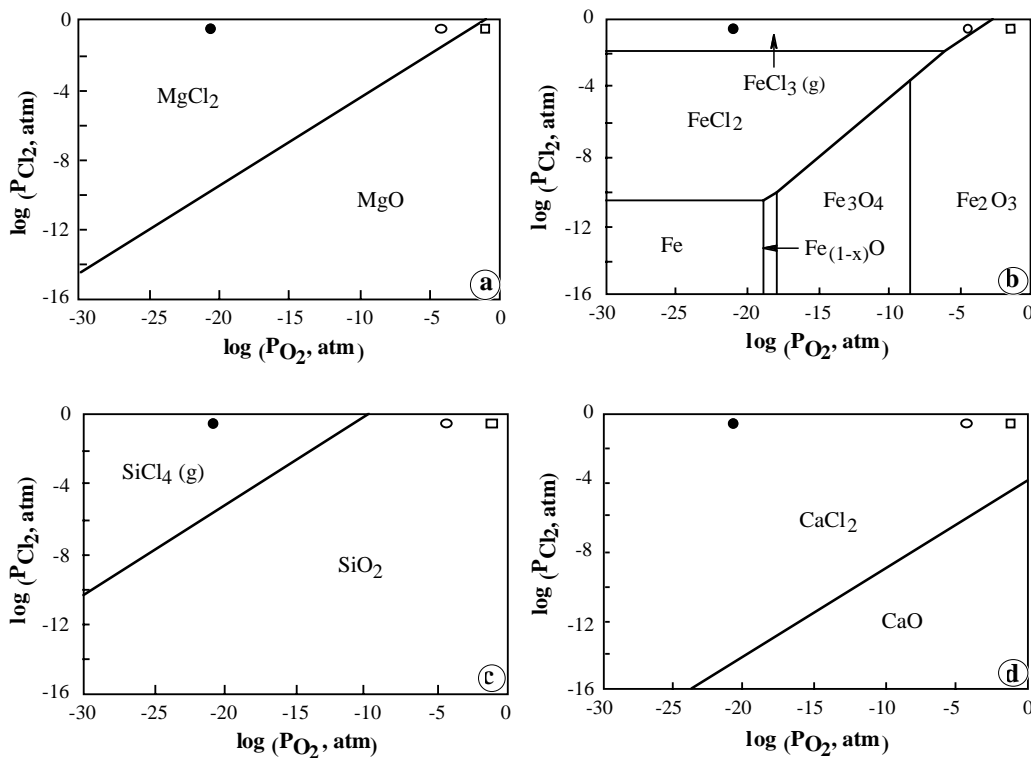 0
-4
-8
-12
-16
log (PCl2, atm)
MgCl2
MgO
a
-30 -25 -20 -15 -10 -5 0
log (PO2, atm)
0
-4
-8
-12
-16
log (PCl2, atm)
FeCl3 (g)
FeCl2
Fe3O4
Fe2O3
Fe
Fe(1-x)O
b
-30 -25 -20 -15 -10 -5 0
log (PO2, atm)
0
-4
-8
-12
-16
log (PCl2, atm)
SiCl4 (g)
SiO2
c
-30 -25 -20 -15 -10 -5 0
log (PO2, atm)
0
-4
-8
-12
-16
log (PCl2, atm)
CaCl2
CaO
d
-30 -25 -20 -15 -10 -5 0
log (PO2, atm)